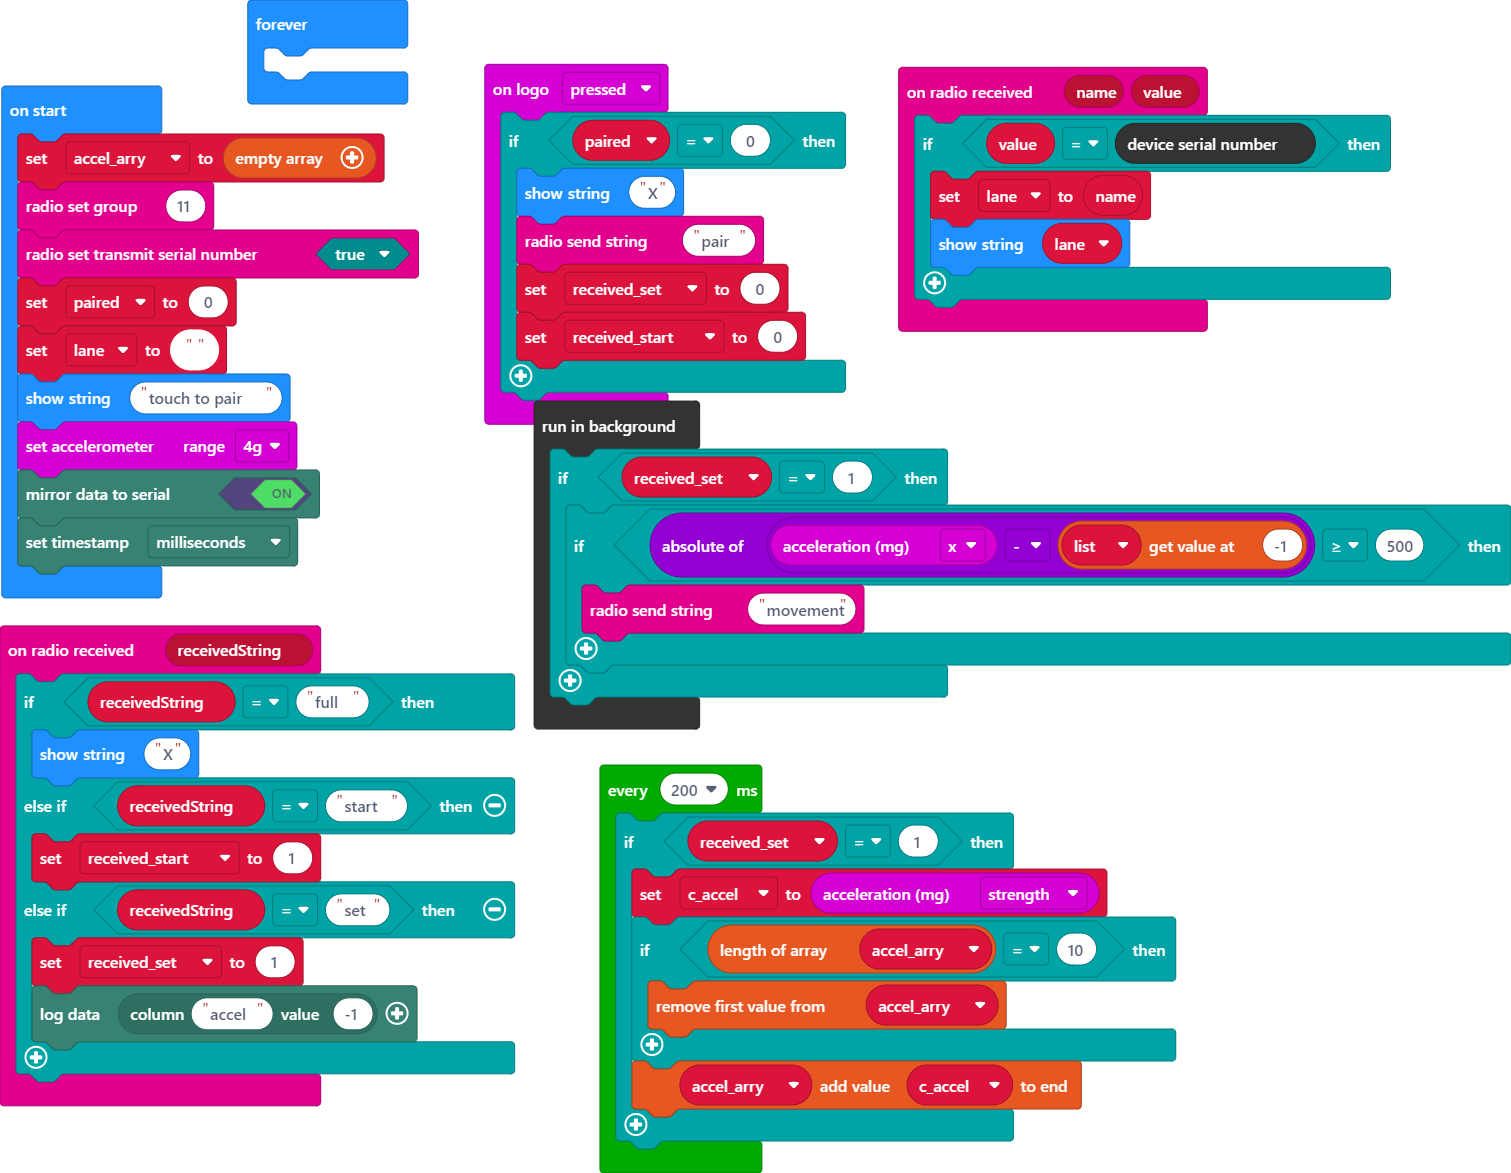 forever
on start
set accel_arry to empty array
radio set group 11
radio set transmit serial number true
set paired to 0
set lane to " "
show string "touch to pair "
set accelerometer range 4g
mirror data to serial ON
set timestamp milliseconds
on logo pressed
if paired = 0 then
show string "X"
radio send string "pair "
set received_set to 0
set received_start to 0
on radio received name value
if value = device serial number then
set lane to name
show string lane
run in background
if received_set = 1 then
if absolute of acceleration (mg) x - list get value at -1 ≥ 500 then
radio send string "movement"
on radio received receivedString
if receivedString = "full " then
show string "X"
else if receivedString = "start " then
set received_start to 1
else if receivedString = "set " then
set received_set to 1
log data column "accel " value -1
every 200 ms
if received_set = 1 then
set c_accel to acceleration (mg) strength
if length of array accel_arry = 10 then
remove first value from accel_arry
accel_arry add value c_accel to end